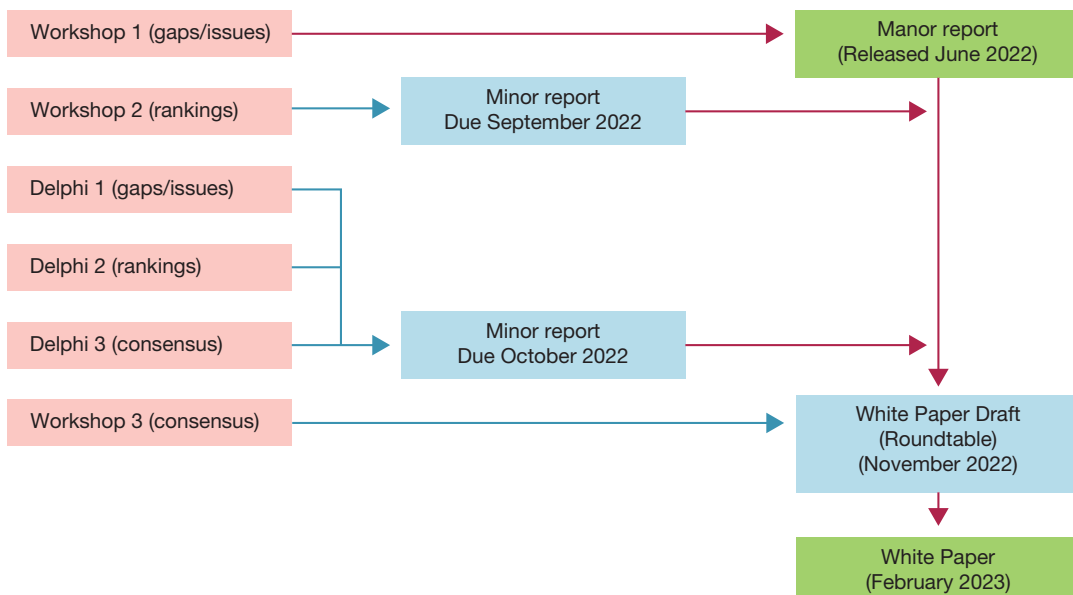 Workshop 1 (gaps/issues)
Manor report
(Released June 2022)
Workshop 2 (rankings)
Minor report
Due September 2022
Delphi 1 (gaps/issues)
Delphi 2 (rankings)
Delphi 3 (consensus)
Minor report
Due October 2022
Workshop 3 (consensus)
White Paper Draft
(Roundtable)
(November 2022)
White Paper
(February 2023)